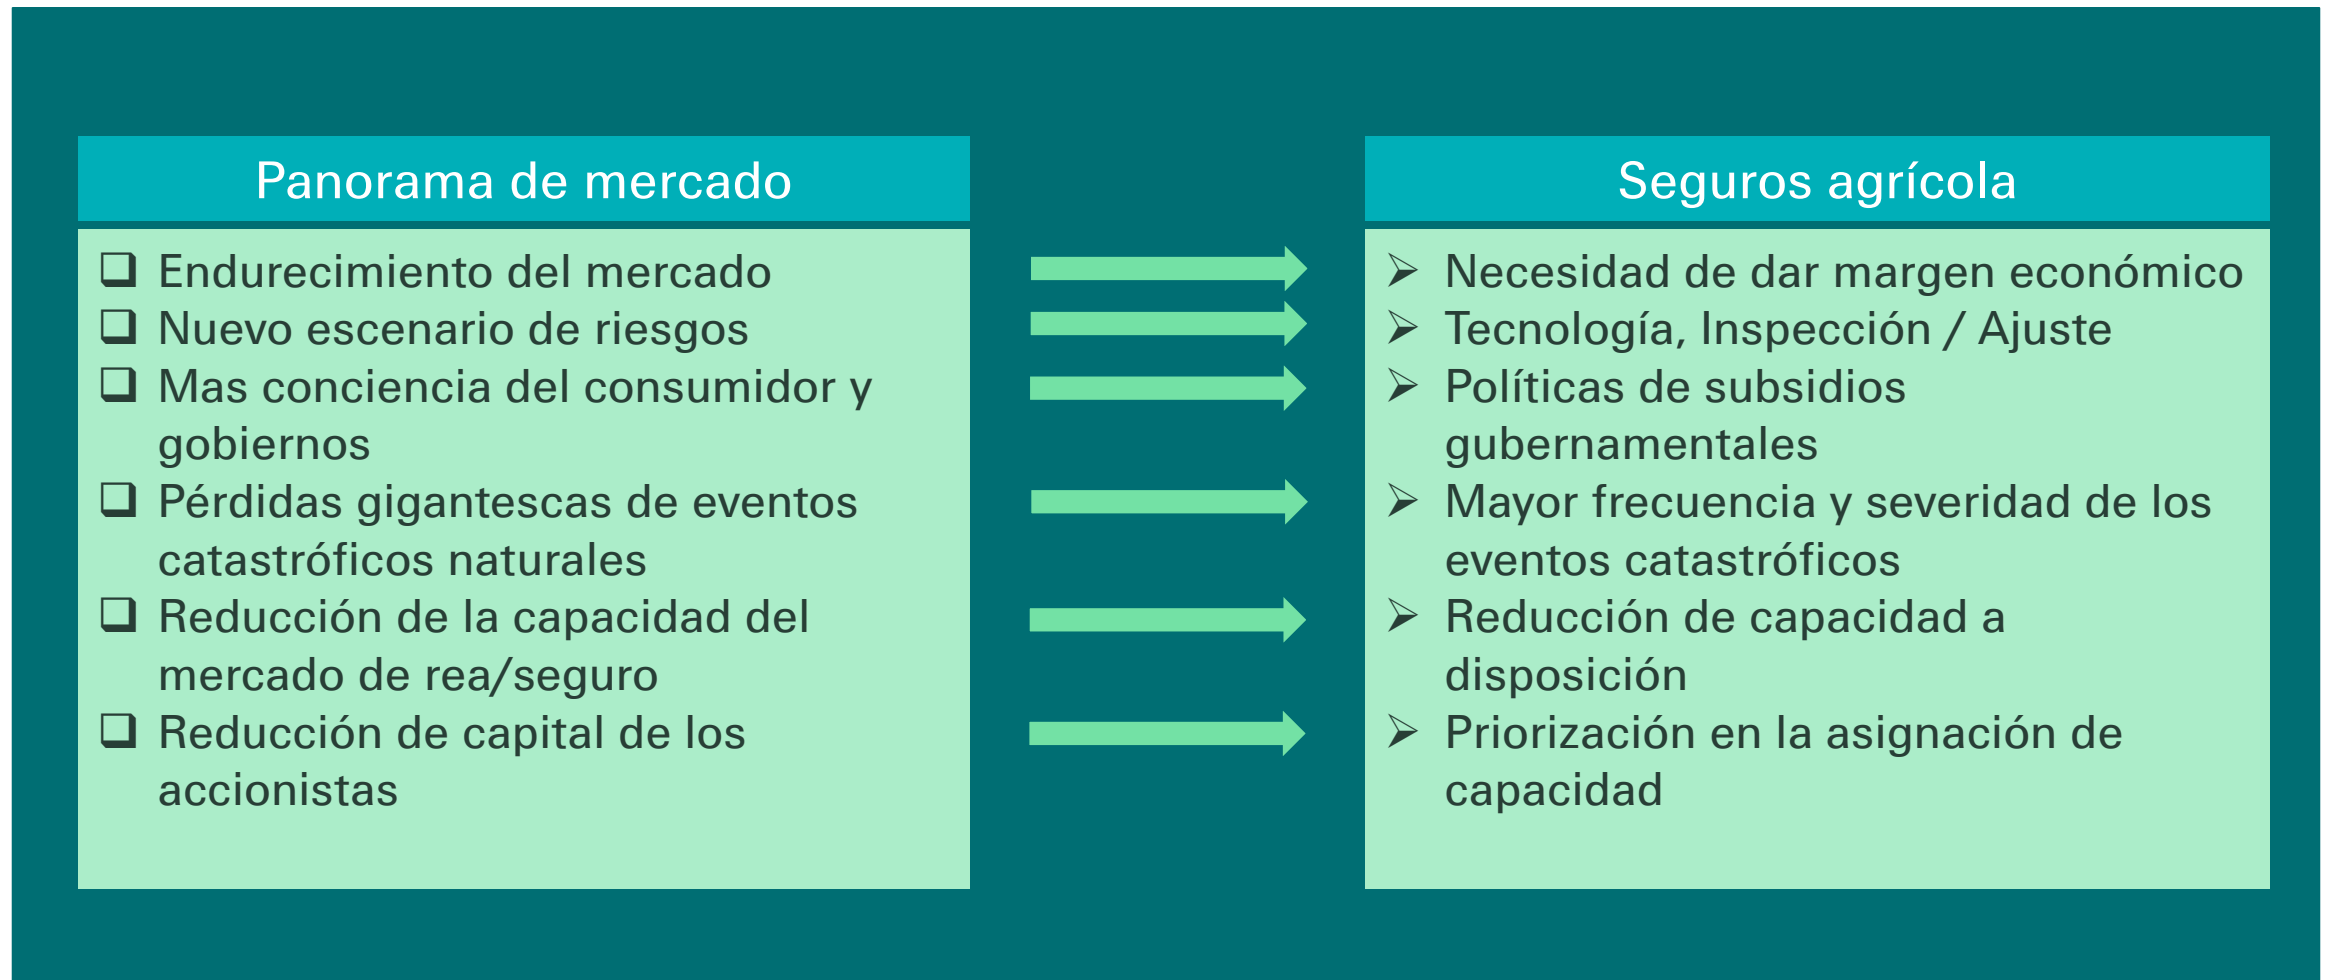 Panorama de mercado
Endurecimiento del mercado
Nuevo escenario de riesgos
Mas conciencia del consumidor y
gobiernos
Pérdidas gigantescas de eventos
catastróficos naturales
Reducción de la capacidad del
mercado de rea/seguro
Reducción de capital de los
accionistas
Seguros agrícola
Necesidad de dar margen económico
Tecnología, Inspección / Ajuste
Políticas de subsidios
gubernamentales
Mayor frecuencia y severidad de los
eventos catastróficos
Reducción de capacidad a
disposición
Priorización en la asignación de
capacidad